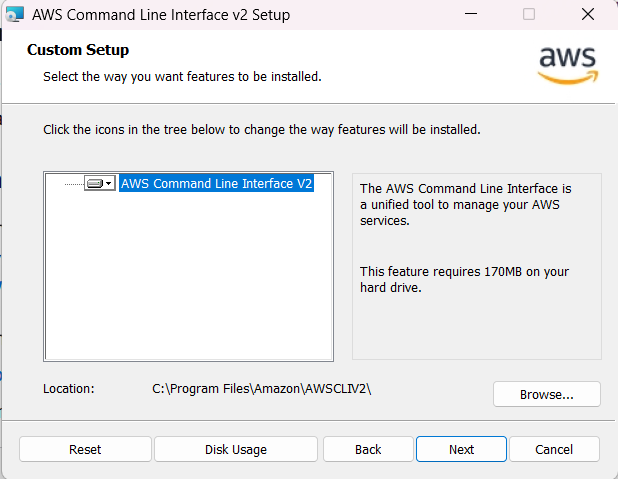 AWS Command Line Interface v2 Setup
Custom Setup
Select the way you want features to be installed.
aws
Click the icons in the tree below to change the way features will be installed.
AWS Command Line Interface V2
The AWS Command Line Interface is
a unified tool to manage your AWS
services.
This feature requires 170MB on your
hard drive.
Location:
C:\Program Files\Amazon\AWSCLIV2\
Browse...
Reset
Disk Usage
Back
Next
Cancel